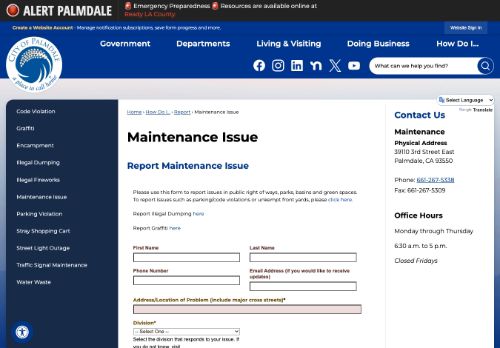 ALERT PALMDALE
🚨 Emergency Preparedness 🚨 Resources are available online at
Ready LA County.
Create a Website Account - Manage notification subscriptions, save form progress and more.
Website Sign In
CITY OF PALMDALE
a place to call home
Government
Departments
Living & Visiting
Doing Business
How Do I...
What can we help you find?
Select Language
Google Translate
Code Violation
Graffiti
Encampment
Illegal Dumping
Illegal Fireworks
Maintenance Issue
Parking Violation
Stray Shopping Cart
Street Light Outage
Traffic Signal Maintenance
Water Waste
Home › How Do I... › Report › Maintenance Issue
Maintenance Issue
Report Maintenance Issue
Please use this form to report issues in public right of ways, parks, basins and green spaces.
To report issues such as parking/code violations or unkempt front yards, please click here.
Report Illegal Dumping here
Report Graffiti here
First Name
Last Name
Phone Number
Email Address (if you would like to receive
updates)
Address/Location of Problem (include major cross streets)*
Division*
-- Select One --
Select the division that responds to your issue. If
you do not know, visit
Contact Us
Maintenance
Physical Address
39110 3rd Street East
Palmdale, CA 93550
Phone: 661-267-5338
Fax: 661-267-5309
Office Hours
Monday through Thursday
6:30 a.m. to 5 p.m.
Closed Fridays